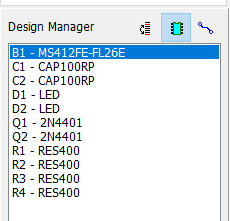 Design Manager
B1 - MS412FE-FL26E
C1 - CAP100RP
C2 - CAP100RP
D1 - LED
D2 - LED
Q1 - 2N4401
Q2 - 2N4401
R1 - RES400
R2 - RES400
R3 - RES400
R4 - RES400